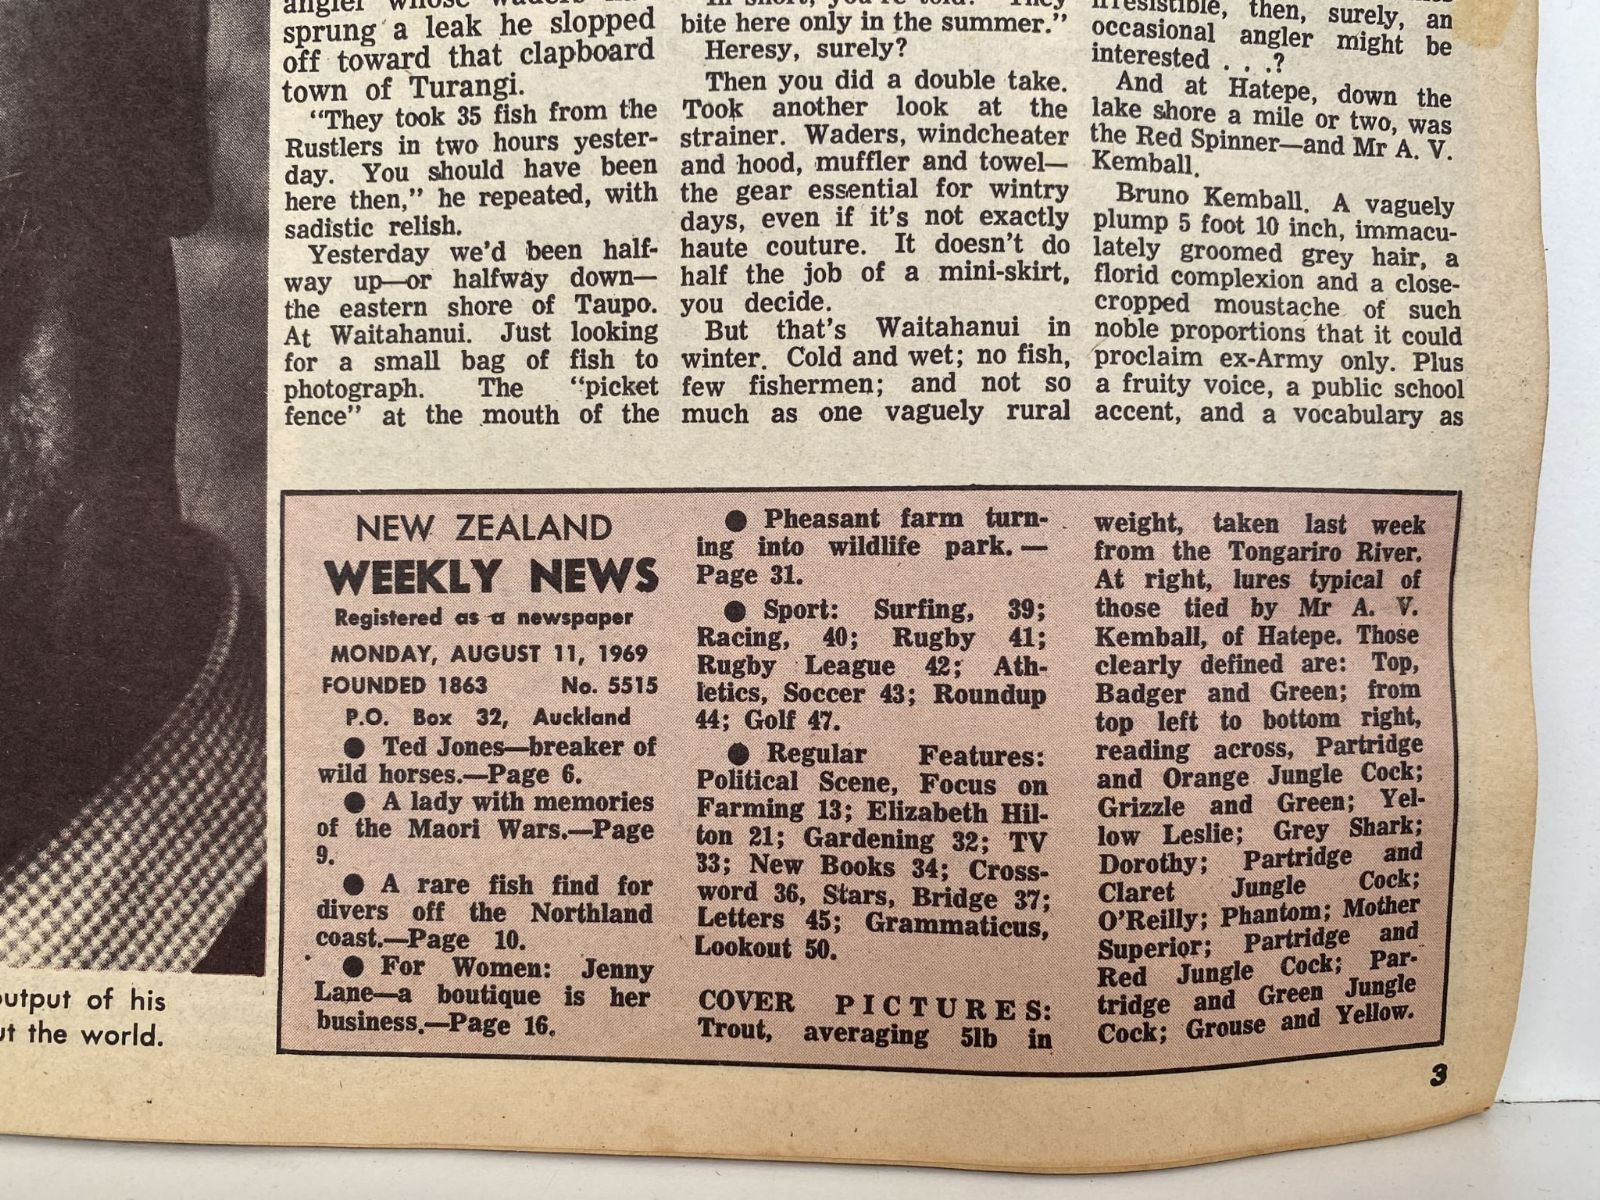 sprung a leak he slopped
off toward that clapboard
town of Turangi.
"They took 35 fish from the
Rustlers in two hours yester-
day. You should have been
here then," he repeated, with
sadistic relish.
Yesterday we'd been half-
way up—or halfway down—
the eastern shore of Taupo.
At Waitahanui. Just looking
for a small bag of fish to
photograph. The "picket
fence" at the mouth of the
bite here only in the summer."
Heresy, surely?
Then you did a double take.
Took another look at the
strainer. Waders, windcheater
and hood, muffler and towel—
the gear essential for wintry
days, even if it's not exactly
haute couture. It doesn't do
half the job of a mini-skirt,
you decide.
But that's Waitahanui in
winter. Cold and wet; no fish,
few fishermen; and not so
much as one vaguely rural
irresistible, then, surely, an
occasional angler might be
interested . . .?
And at Hatepe, down the
lake shore a mile or two, was
the Red Spinner—and Mr A. V.
Kemball.
Bruno Kemball. A vaguely
plump 5 foot 10 inch, immacu-
lately groomed grey hair, a
florid complexion and a close-
cropped moustache of such
noble proportions that it could
proclaim ex-Army only. Plus
a fruity voice, a public school
accent, and a vocabulary as
output of his
the world.
NEW ZEALAND
WEEKLY NEWS
Registered as a newspaper
MONDAY, AUGUST 11, 1969
FOUNDED 1863 No. 5515
P.O. Box 32, Auckland
● Ted Jones—breaker of
wild horses.—Page 6.
● A lady with memories
of the Maori Wars.—Page
9.
● A rare fish find for
divers off the Northland
coast.—Page 10.
● For Women: Jenny
Lane—a boutique is her
business.—Page 16.
● Pheasant farm turn-
ing into wildlife park. —
Page 31.
● Sport: Surfing, 39;
Racing, 40; Rugby 41;
Rugby League 42; Ath-
letics, Soccer 43; Roundup
44; Golf 47.
● Regular Features:
Political Scene, Focus on
Farming 13; Elizabeth Hil-
ton 21; Gardening 32; TV
33; New Books 34; Cross-
word 36, Stars, Bridge 37;
Letters 45; Grammaticus,
Lookout 50.
COVER PICTURES:
Trout, averaging 5lb in
weight, taken last week
from the Tongariro River.
At right, lures typical of
those tied by Mr A. V.
Kemball, of Hatepe. Those
clearly defined are: Top,
Badger and Green; from
top left to bottom right,
reading across, Partridge
and Orange Jungle Cock;
Grizzle and Green; Yel-
low Leslie; Grey Shark;
Dorothy; Partridge and
Claret Jungle Cock;
O'Reilly; Phantom; Mother
Superior; Partridge and
Red Jungle Cock; Par-
tridge and Green Jungle
Cock; Grouse and Yellow.
3